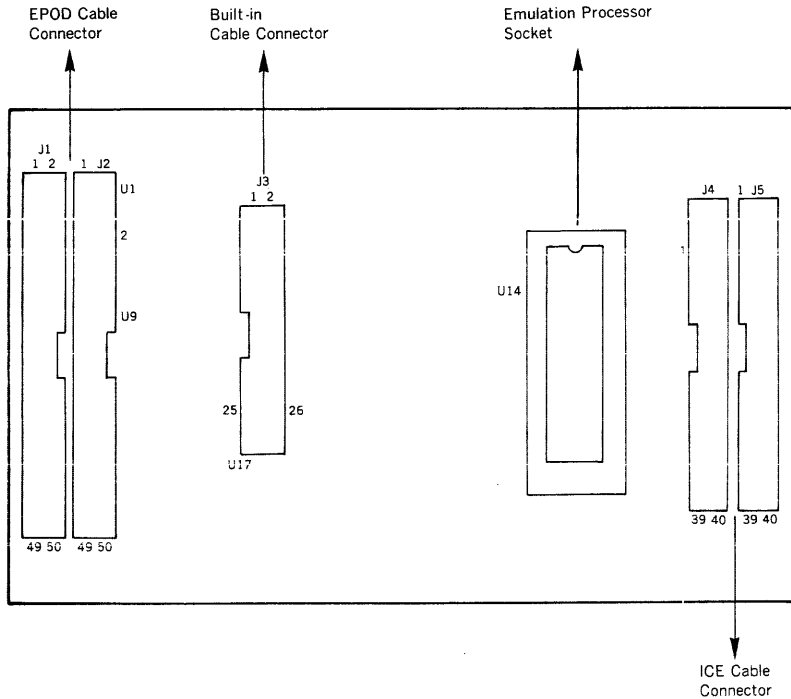 EPOD Cable
Connector
Built-in
Cable Connector
Emulation Processor
Socket
J1
1 2
1 J2
U1
2
U9
49 50
49 50
J3
1 2
25
26
U17
U14
J4
1
39 40
1 J5
39 40
ICE Cable
Connector